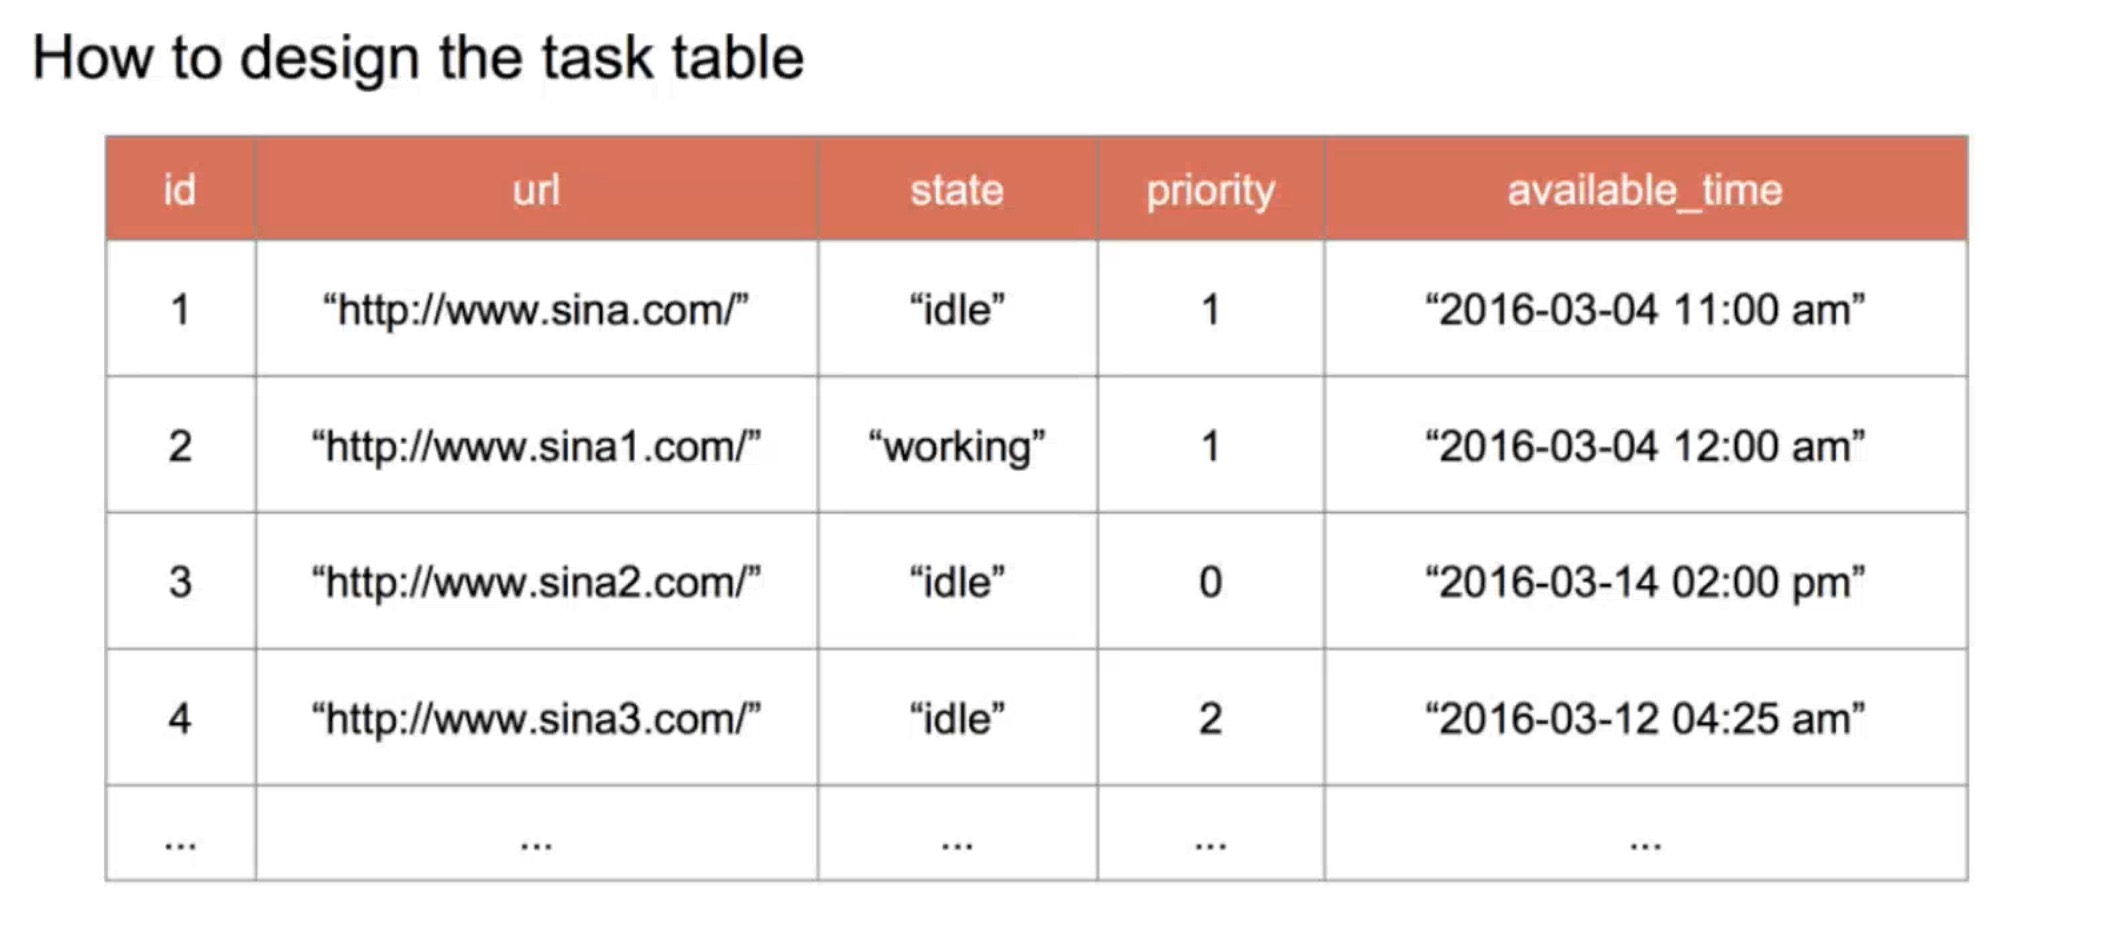 How to design the task table
id url state priority available_time
1 “http://www.sina.com/” “idle” 1 “2016-03-04 11:00 am”
2 “http://www.sina1.com/” “working” 1 “2016-03-04 12:00 am”
3 “http://www.sina2.com/” “idle” 0 “2016-03-14 02:00 pm”
4 “http://www.sina3.com/” “idle” 2 “2016-03-12 04:25 am”
... ... ... ... ...